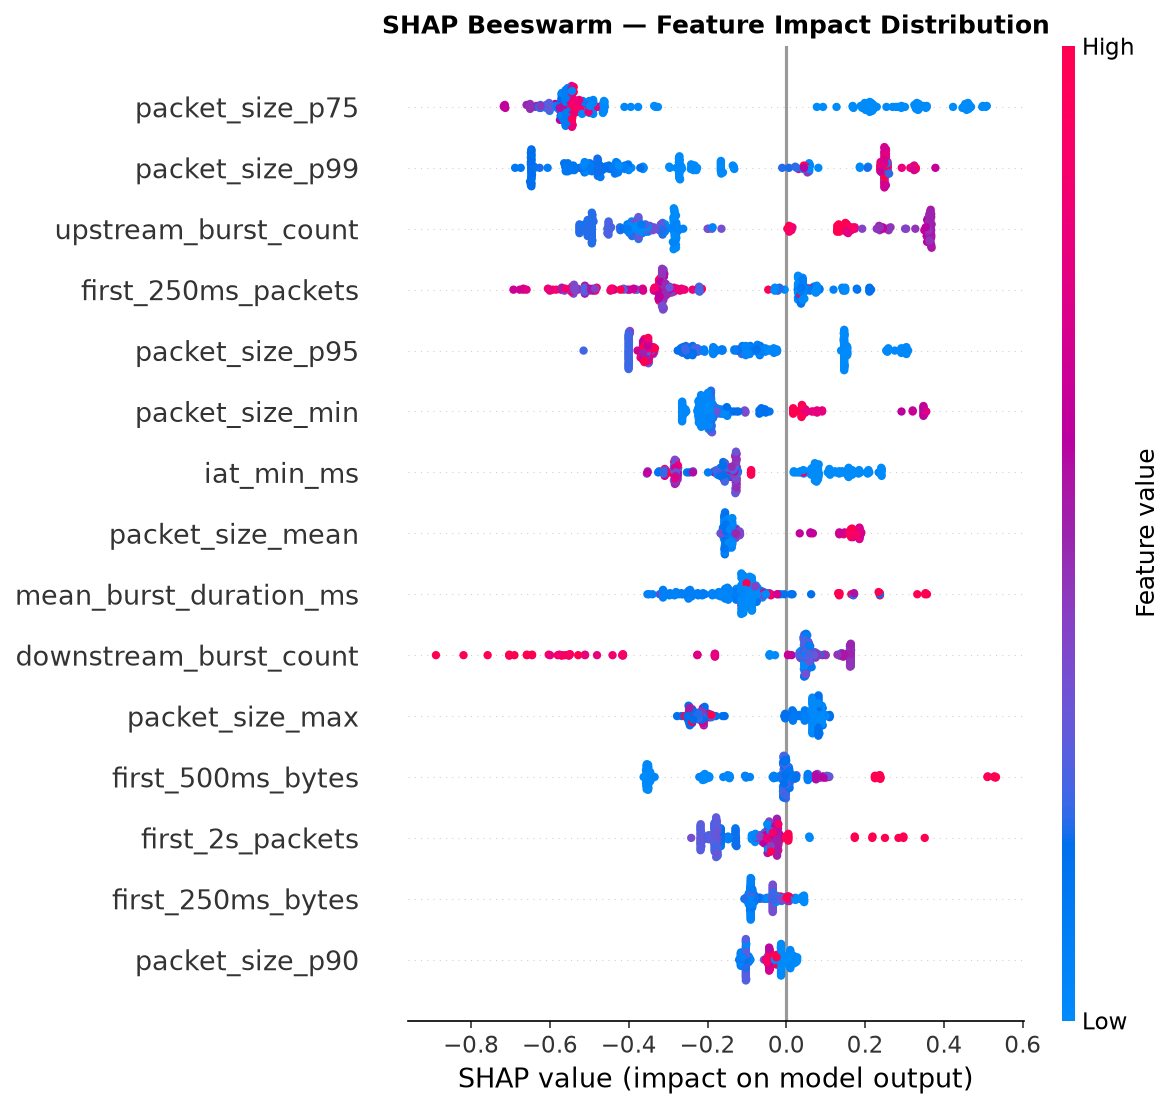 SHAP Beeswarm — Feature Impact Distribution
High
packet_size_p75
packet_size_p99
upstream_burst_count
first_250ms_packets
packet_size_p95
packet_size_min
iat_min_ms
packet_size_mean
mean_burst_duration_ms
downstream_burst_count
packet_size_max
first_500ms_bytes
first_2s_packets
first_250ms_bytes
packet_size_p90
Feature value
Low
−0.8 −0.6 −0.4 −0.2 0.0 0.2 0.4 0.6
SHAP value (impact on model output)